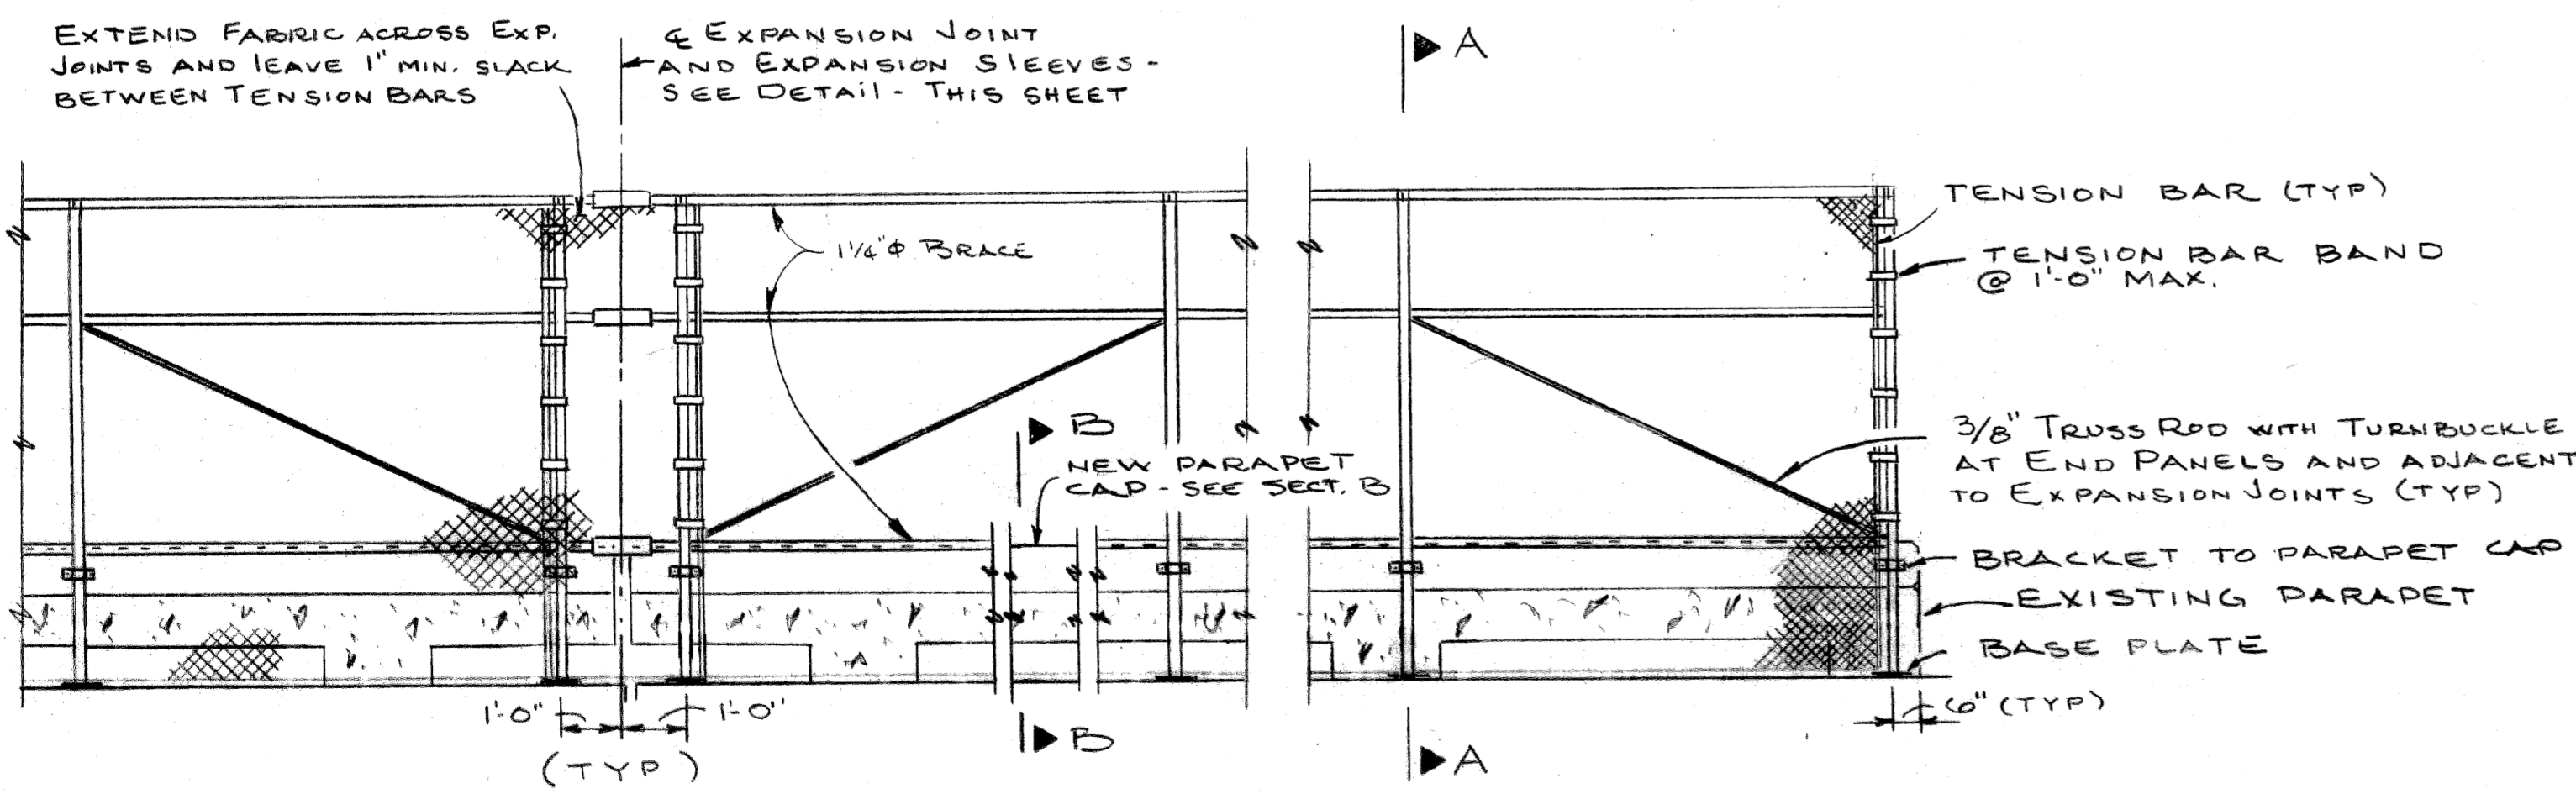 EXTEND FABRIC ACROSS EXP.
JOINTS AND LEAVE 1" MIN. SLACK
BETWEEN TENSION BARS
℄ EXPANSION JOINT
AND EXPANSION SLEEVES -
SEE DETAIL - THIS SHEET
A
1 1/4" Φ BRACE
TENSION BAR (TYP)
TENSION BAR BAND
@ 1'-0" MAX.
B
NEW PARAPET
CAP - SEE SECT. B
3/8" TRUSS ROD WITH TURNBUCKLE
AT END PANELS AND ADJACENT
TO EXPANSION JOINTS (TYP)
BRACKET TO PARAPET CAP
EXISTING PARAPET
BASE PLATE
1'-0" 1'-0"
(TYP)
B
A
6" (TYP)